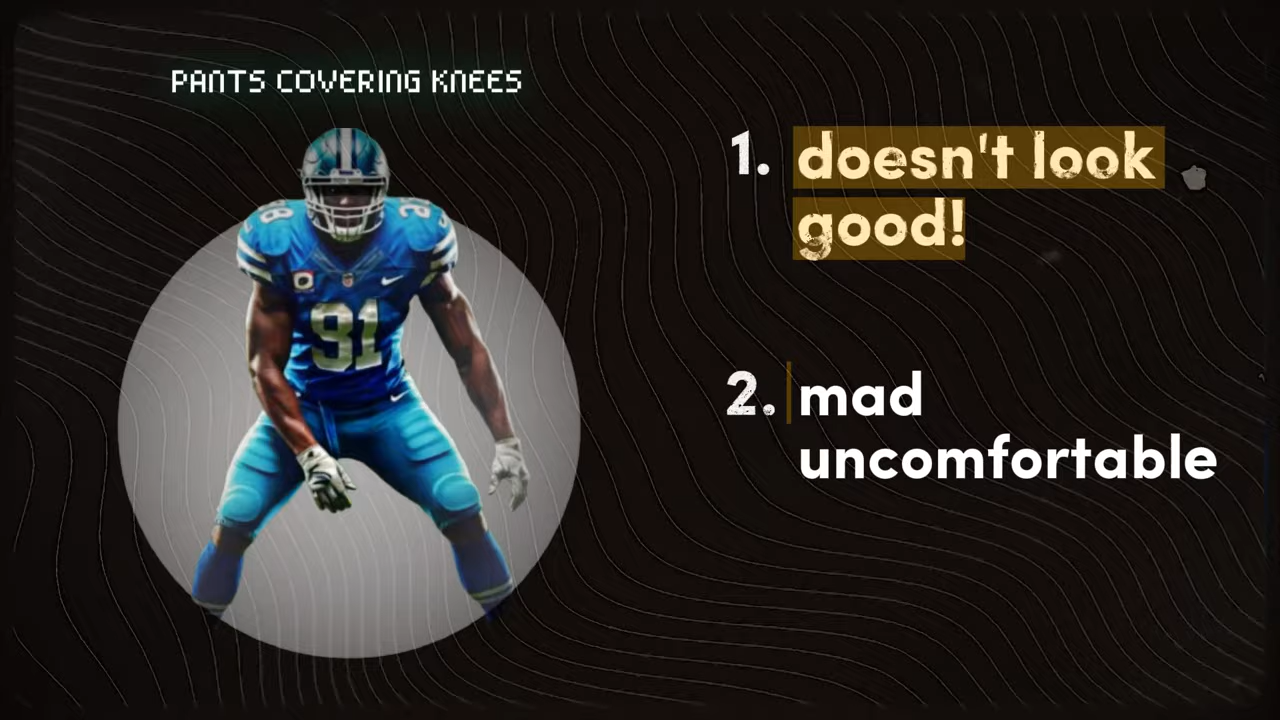 PANTS COVERING KNEES
1. doesn't look
good!
2. mad
uncomfortable
91